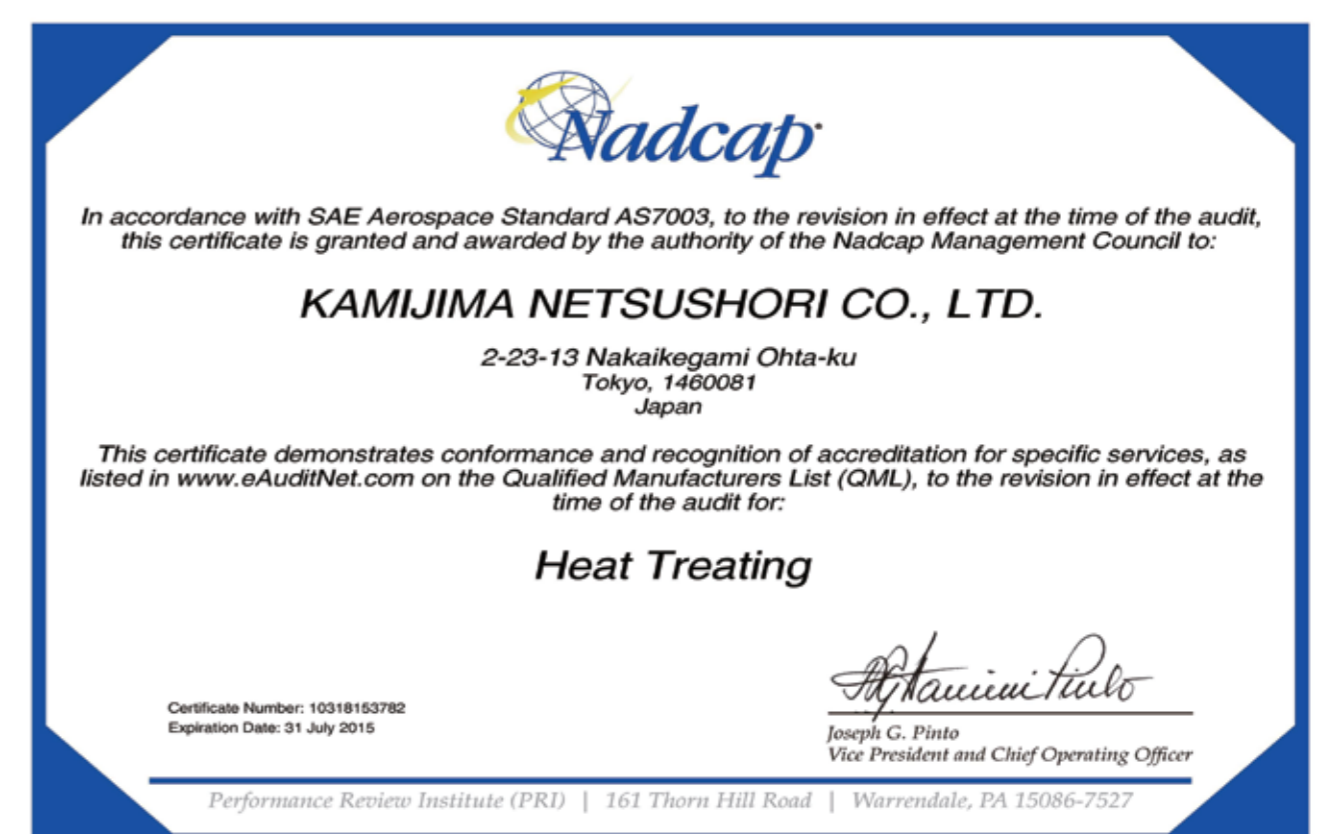 Nadcap
In accordance with SAE Aerospace Standard AS7003, to the revision in effect at the time of the audit,
this certificate is granted and awarded by the authority of the Nadcap Management Council to:
KAMIJIMA NETSUSHORI CO., LTD.
2-23-13 Nakaikegami Ohta-ku
Tokyo, 1460081
Japan
This certificate demonstrates conformance and recognition of accreditation for specific services, as
listed in www.eAuditNet.com on the Qualified Manufacturers List (QML), to the revision in effect at the
time of the audit for:
Heat Treating
Certificate Number: 10318153782
Expiration Date: 31 July 2015
Joseph G. Pinto
Vice President and Chief Operating Officer
Performance Review Institute (PRI) | 161 Thorn Hill Road | Warrendale, PA 15086-7527